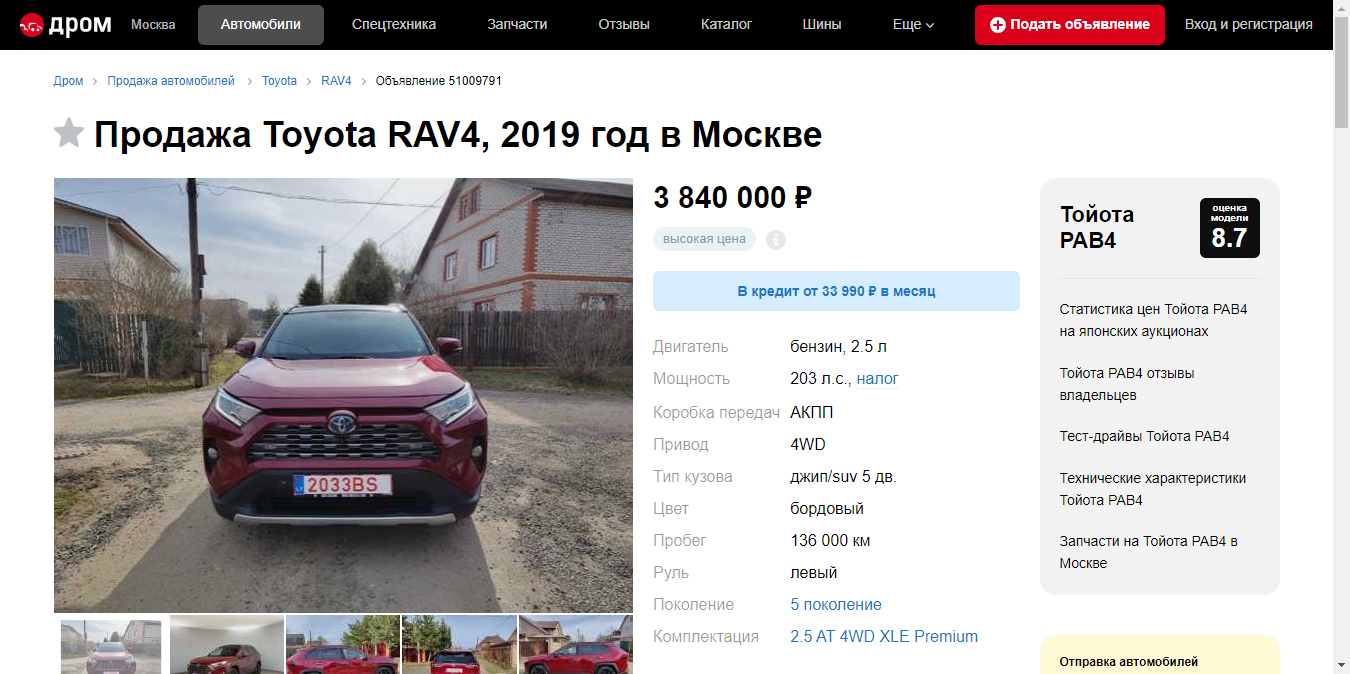 дром
Москва
Автомобили
Спецтехника
Запчасти
Отзывы
Каталог
Шины
Еще
Подать объявление
Вход и регистрация
Дром > Продажа автомобилей > Toyota > RAV4 > Объявление 51009791
Продажа Toyota RAV4, 2019 год в Москве
2033BS
3 840 000 ₽
высокая цена
В кредит от 33 990 ₽ в месяц
Двигатель бензин, 2.5 л
Мощность 203 л.с., налог
Коробка передач АКПП
Привод 4WD
Тип кузова джип/suv 5 дв.
Цвет бордовый
Пробег 136 000 км
Руль левый
Поколение 5 поколение
Комплектация 2.5 AT 4WD XLE Premium
Тойота
РАВ4
оценка
модели
8.7
Статистика цен Тойота РАВ4
на японских аукционах
Тойота РАВ4 отзывы
владельцев
Тест-драйвы Тойота РАВ4
Технические характеристики
Тойота РАВ4
Запчасти на Тойота РАВ4 в
Москве
Отправка автомобилей